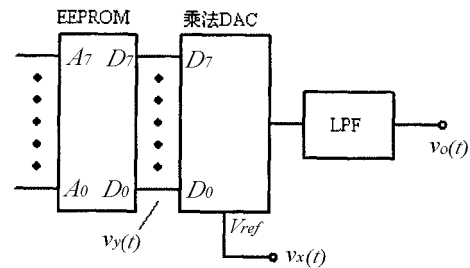 EEPROM
乘法DAC
A7 D7
D7
LPF
vo(t)
A0 D0
D0
vy(t)
Vref
vx(t)